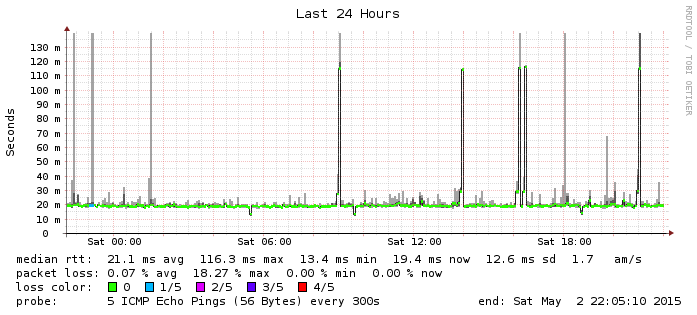 Last 24 Hours
RRDTOOL / TOBI OETIKER
Seconds
130 m
120 m
110 m
100 m
90 m
80 m
70 m
60 m
50 m
40 m
30 m
20 m
10 m
0
Sat 00:00 Sat 06:00 Sat 12:00 Sat 18:00
median rtt: 21.1 ms avg 116.3 ms max 13.4 ms min 19.4 ms now 12.6 ms sd 1.7 am/s
packet loss: 0.07 % avg 18.27 % max 0.00 % min 0.00 % now
loss color: 0 1/5 2/5 3/5 4/5
probe: 5 ICMP Echo Pings (56 Bytes) every 300s end: Sat May 2 22:05:10 2015